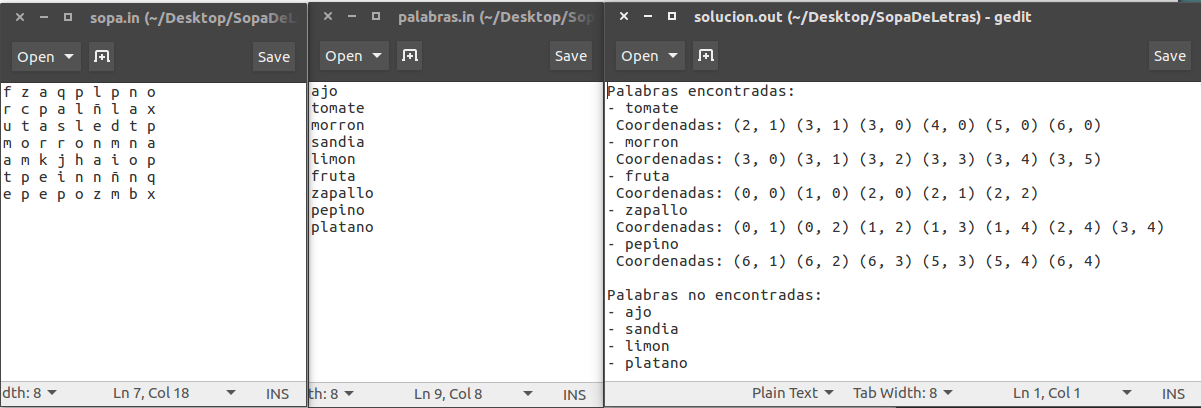 sopa.in (~/Desktop/SopaDeL
Open
Save
f z a q p l p n o
r c p a l ñ l a x
u t a s l e d t p
m o r r o n m n a
a m k j h a i o p
t p e i n n ñ n q
e p e p o z m b x
dth: 8
Ln 7, Col 18
INS
palabras.in (~/Desktop/Sop
Open
Save
ajo
tomate
morron
sandia
limon
fruta
zapallo
pepino
platano
th: 8
Ln 9, Col 8
INS
solucion.out (~/Desktop/SopaDeLetras) - gedit
Open
Save
Palabras encontradas:
- tomate
Coordenadas: (2, 1) (3, 1) (3, 0) (4, 0) (5, 0) (6, 0)
- morron
Coordenadas: (3, 0) (3, 1) (3, 2) (3, 3) (3, 4) (3, 5)
- fruta
Coordenadas: (0, 0) (1, 0) (2, 0) (2, 1) (2, 2)
- zapallo
Coordenadas: (0, 1) (0, 2) (1, 2) (1, 3) (1, 4) (2, 4) (3, 4)
- pepino
Coordenadas: (6, 1) (6, 2) (6, 3) (5, 3) (5, 4) (6, 4)
Palabras no encontradas:
- ajo
- sandia
- limon
- platano
Plain Text
Tab Width: 8
Ln 1, Col 1
INS